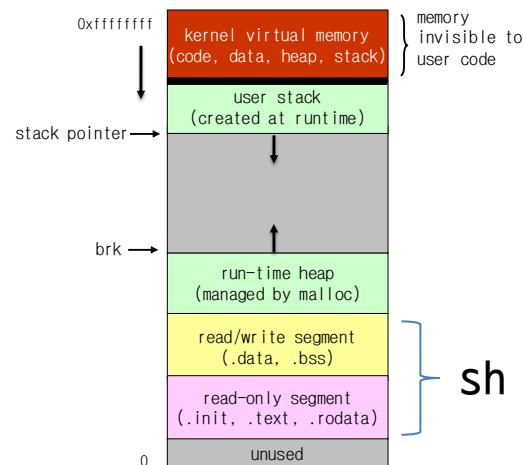 0xffffffff
kernel virtual memory
(code, data, heap, stack)
memory
invisible to
user code
user stack
(created at runtime)
stack pointer
brk
run-time heap
(managed by malloc)
read/write segment
(.data, .bss)
sh
read-only segment
(.init, .text, .rodata)
unused
0